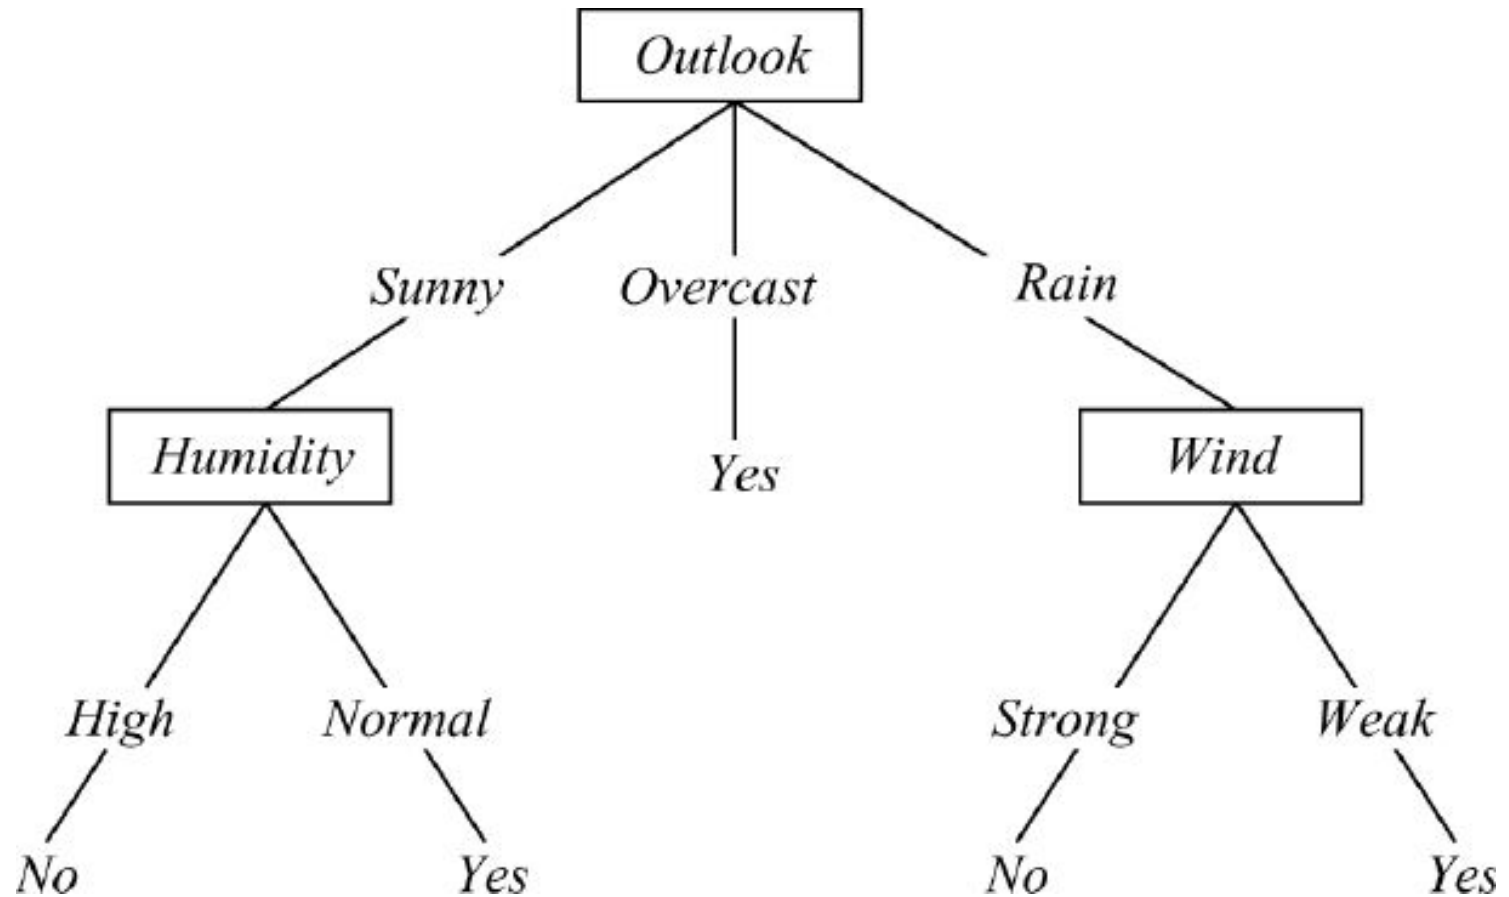 Outlook
Sunny Overcast Rain
Humidity Yes Wind
High Normal Strong Weak
No Yes No Yes